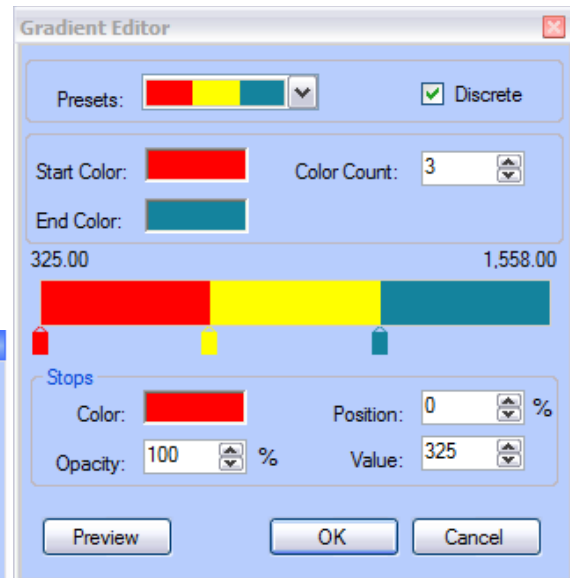 Gradient Editor
Presets: Discrete
Start Color: Color Count: 3
End Color:
325.00 1,558.00
Stops
Color: Position: 0 %
Opacity: 100 % Value: 325
Preview OK Cancel